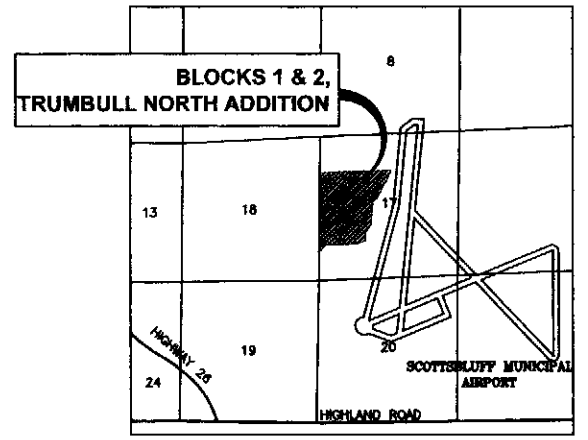 8
BLOCKS 1 & 2,
TRUMBULL NORTH ADDITION
13
18
17
HIGHWAY 26
19
20
24
SCOTTSBLUFF MUNICIPAL
AIRPORT
HIGHLAND ROAD